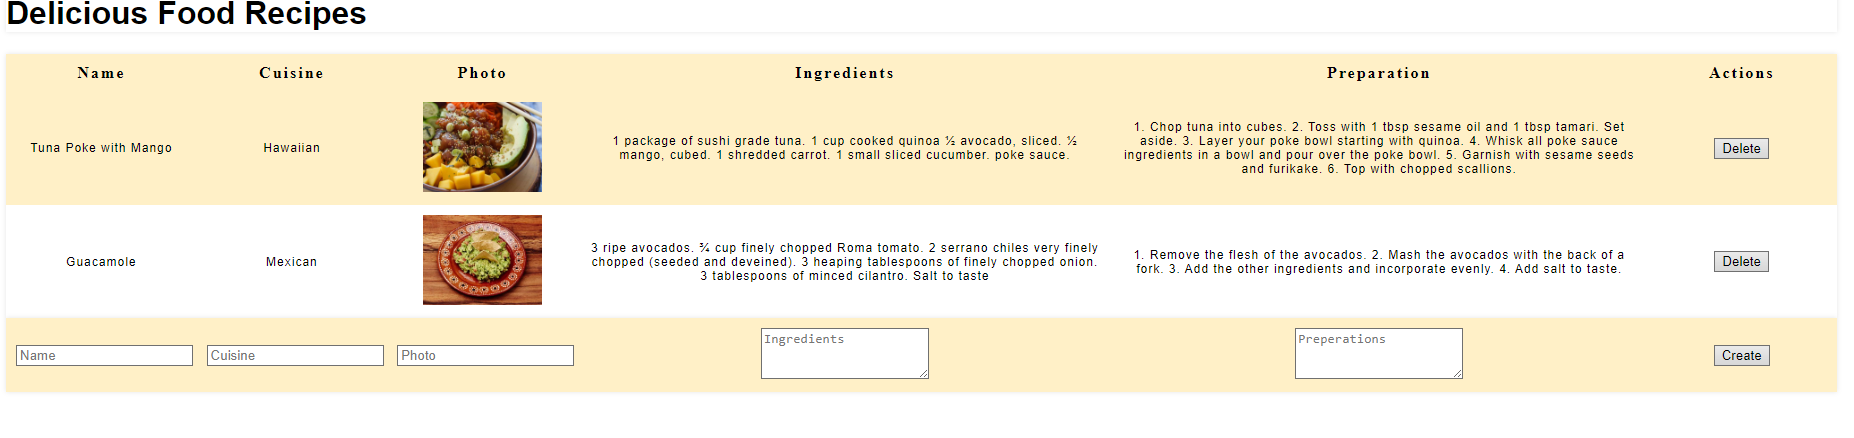 Delicious Food Recipes
Name Cuisine Photo Ingredients Preparation Actions
Tuna Poke with Mango
Hawaiian
1 package of sushi grade tuna. 1 cup cooked quinoa ½ avocado, sliced. ½
mango, cubed. 1 shredded carrot. 1 small sliced cucumber. poke sauce.
1. Chop tuna into cubes. 2. Toss with 1 tbsp sesame oil and 1 tbsp tamari. Set
aside. 3. Layer your poke bowl starting with quinoa. 4. Whisk all poke sauce
ingredients in a bowl and pour over the poke bowl. 5. Garnish with sesame seeds
and furikake. 6. Top with chopped scallions.
Delete
Guacamole
Mexican
3 ripe avocados. ¾ cup finely chopped Roma tomato. 2 serrano chiles very finely
chopped (seeded and deveined). 3 heaping tablespoons of finely chopped onion.
3 tablespoons of minced cilantro. Salt to taste
1. Remove the flesh of the avocados. 2. Mash the avocados with the back of a
fork. 3. Add the other ingredients and incorporate evenly. 4. Add salt to taste.
Delete
Name
Cuisine
Photo
Ingredients
Preperations
Create